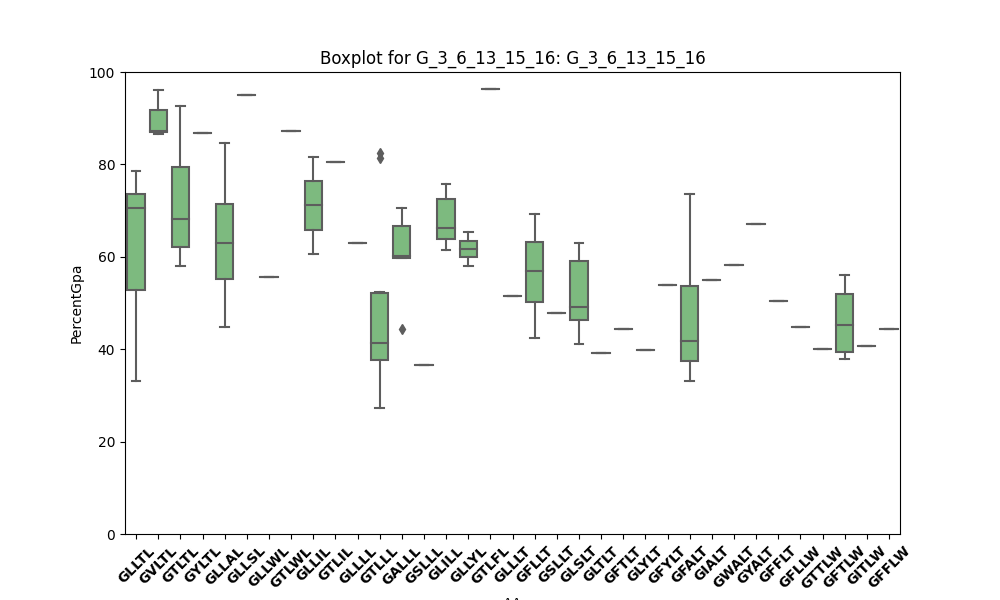 Boxplot for G_3_6_13_15_16: G_3_6_13_15_16
PercentGpa
100
80
60
40
20
0
GLLTL
GVLTL
GTLTL
GYLTL
GLLAL
GLLSL
GLLWL
GTLWL
GLLIL
GTLIL
GLLLL
GTLLL
GALLL
GSLLL
GLILL
GLLYL
GTLFL
GLLLT
GFLLT
GSLLT
GLSLT
GLTLT
GFTLT
GLYLT
GFYLT
GFALT
GIALT
GWALT
GYALT
GFFLT
GFLLW
GTTLW
GFTLW
GITLW
GFFLW